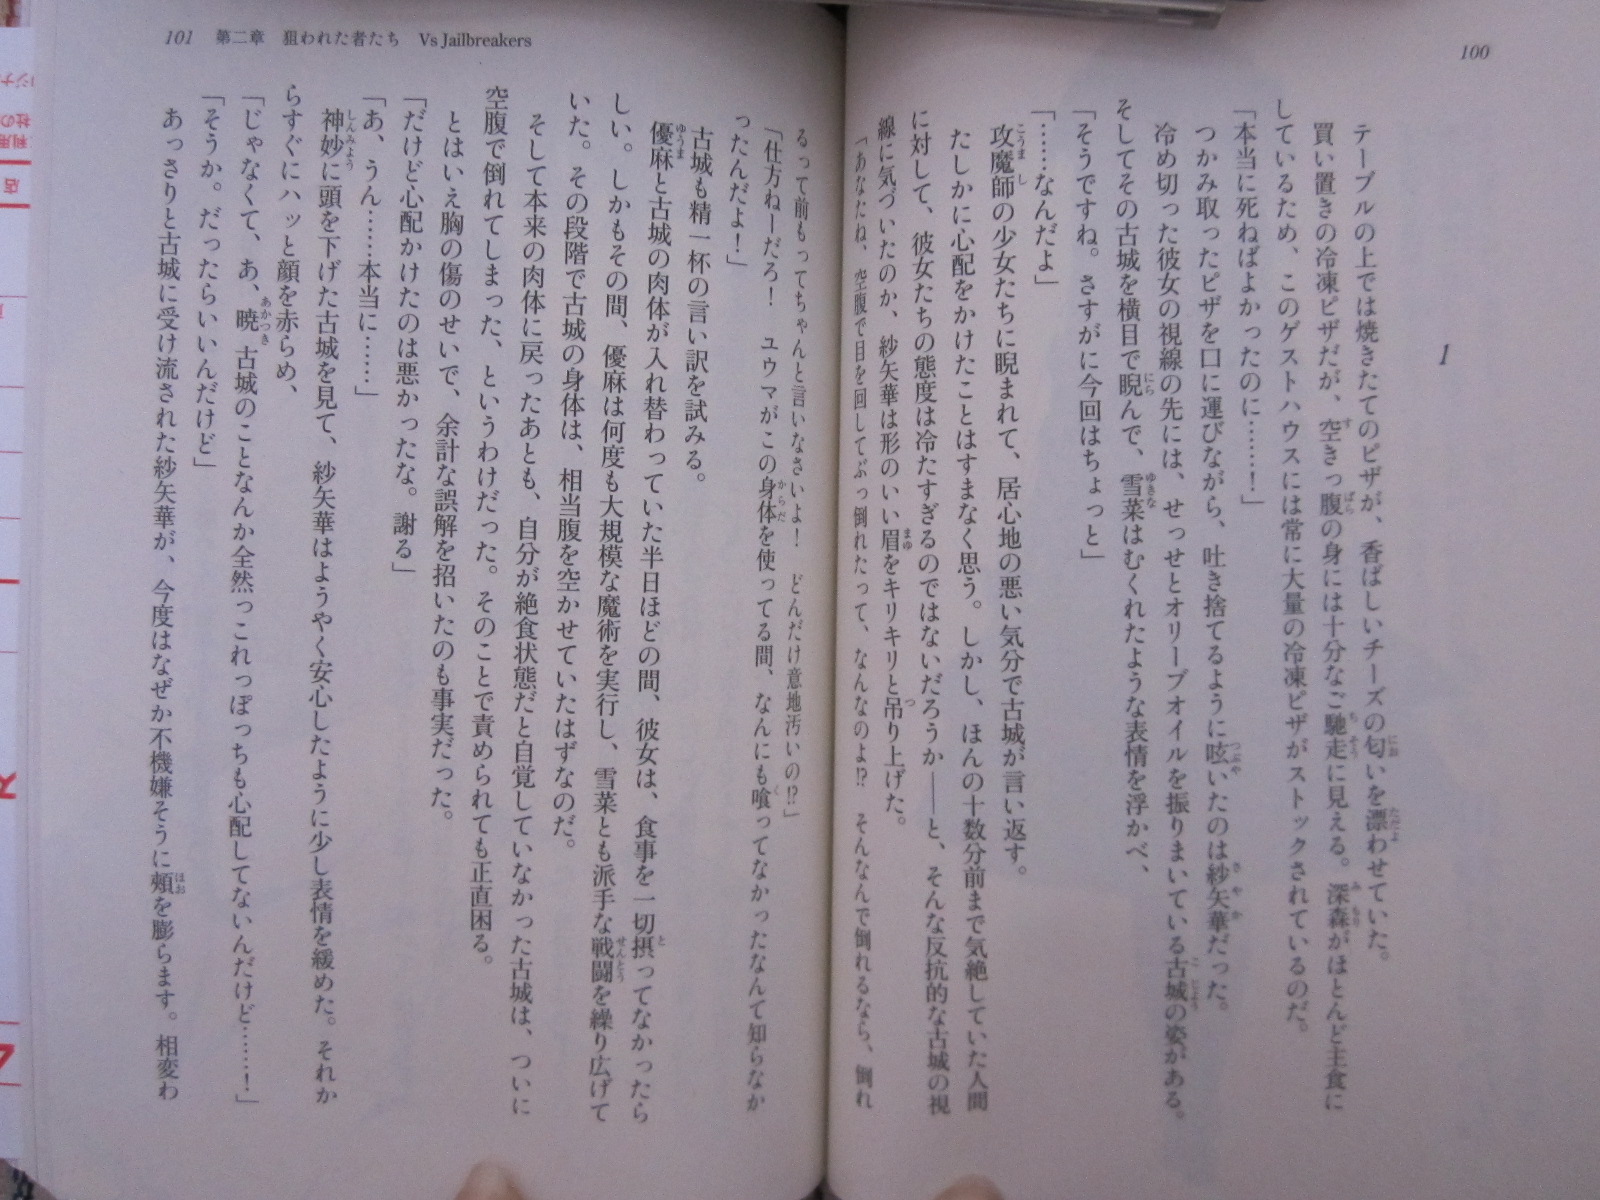 100
1
テーブルの上では焼きたてのピザが、香ばしいチーズの匂いを漂わせていた。
買い置きの冷凍ピザだが、空きっ腹の身には十分なご馳走に見える。深森がほとんど主食に
しているため、このゲストハウスには常に大量の冷凍ピザがストックされているのだ。
「本当に死ねばよかったのに………！」
つかみ取ったピザを口に運びながら、吐き捨てるように呟いたのは紗矢華だった。
冷め切った彼女の視線の先には、せっせとオリーブオイルを振りまいている古城の姿がある。
そしてその古城を横目で睨んで、雪菜はむくれたような表情を浮かべ、
「そうですね。さすがに今回はちょっと」
「……なんだよ」
攻魔師の少女たちに睨まれて、居心地の悪い気分で古城が言い返す。
たしかに心配をかけたことはすまなく思う。しかし、ほんの十数分前まで気絶していた人間
に対して、彼女たちの態度は冷たすぎるのではないだろうか――と、そんな反抗的な古城の視
線に気づいたのか、紗矢華は形のいい眉をキリキリと吊り上げた。
「あなたね、空腹で目を回してぶっ倒れたって、なんなのよ!?　そんなんで倒れるなら、倒れ
るって前もってちゃんと言いなさいよ！　どんだけ意地汚いの!?」
「仕方ねーだろ！　ユウマがこの身体を使ってる間、なんにも喰ってなかったなんて知らなか
ったんだよ！」
古城も精一杯の言い訳を試みる。
優麻と古城の肉体が入れ替わっていた半日ほどの間、彼女は、食事を一切摂ってなかったら
しい。しかもその間、優麻は何度も大規模な魔術を実行し、雪菜とも派手な戦闘を繰り広げて
いた。その段階で古城の身体は、相当腹を空かせていたはずなのだ。
そして本来の肉体に戻ったあとも、自分が絶食状態だと自覚していなかった古城は、ついに
空腹で倒れてしまった、というわけだった。そのことで責められても正直困る。
とはいえ胸の傷のせいで、余計な誤解を招いたのも事実だった。
「だけど心配かけたのは悪かったな。謝る」
「あ、うん………本当に………」
神妙に頭を下げた古城を見て、紗矢華はようやく安心したように少し表情を緩めた。それか
らすぐにハッと顔を赤らめ、
「じゃなくて、あ、暁古城のことなんか全然っこれっぽっちも心配してないんだけど………！」
「そうか。だったらいいんだけど」
あっさりと古城に受け流された紗矢華が、今度はなぜか不機嫌そうに頬を膨らます。相変わ
101　第二章　狙われた者たち　Vs Jailbreakers